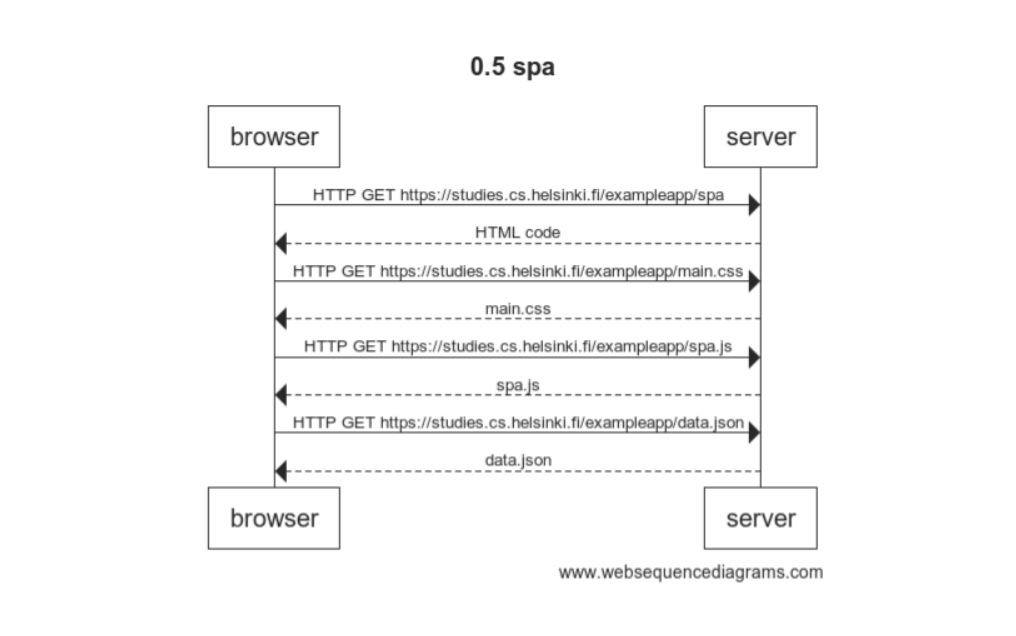 0.5 spa
browser server
HTTP GET https://studies.cs.helsinki.fi/exampleapp/spa
HTML code
HTTP GET https://studies.cs.helsinki.fi/exampleapp/main.css
main.css
HTTP GET https://studies.cs.helsinki.fi/exampleapp/spa.js
spa.js
HTTP GET https://studies.cs.helsinki.fi/exampleapp/data.json
data.json
browser server
www.websequencediagrams.com